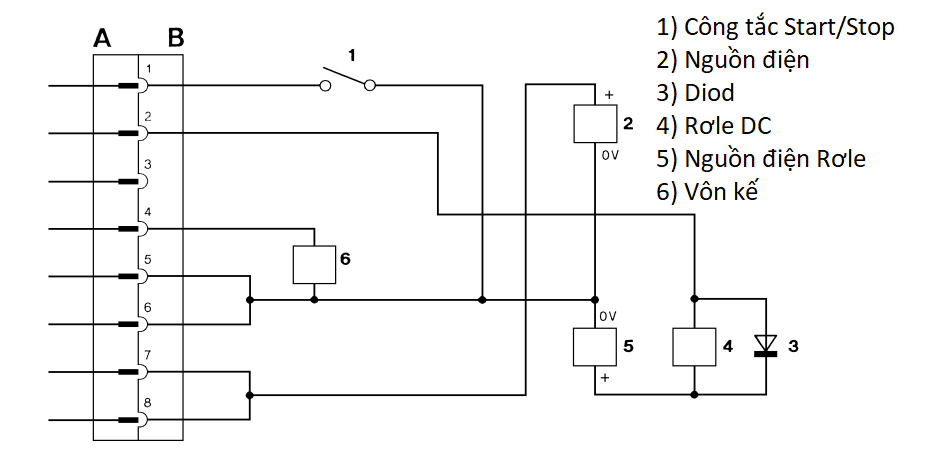 A B
1
2
3
4
5
6
7
8
1
+
2
0V
6
0V
5
+
4
3
1) Công tắc Start/Stop
2) Nguồn điện
3) Diod
4) Rơle DC
5) Nguồn điện Rơle
6) Vôn kế